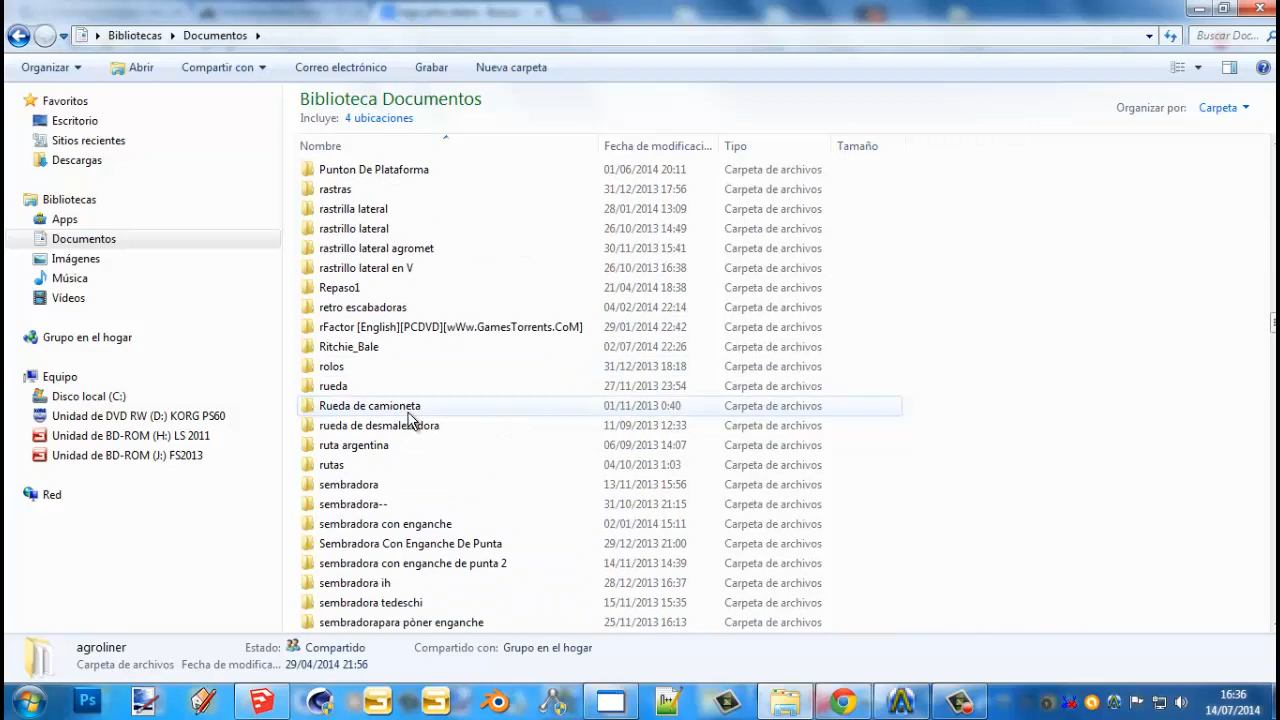 Bibliotecas Documentos
Buscar Doc...
Organizar Abrir Compartir con Correo electrónico Grabar Nueva carpeta
Favoritos
Escritorio
Sitios recientes
Descargas
Bibliotecas
Apps
Documentos
Imágenes
Música
Vídeos
Grupo en el hogar
Equipo
Disco local (C:)
Unidad de DVD RW (D:) KORG PS60
Unidad de BD-ROM (H:) LS 2011
Unidad de BD-ROM (J:) FS2013
Red
Biblioteca Documentos
Incluye: 4 ubicaciones
Organizar por: Carpeta
Nombre Fecha de modificaci... Tipo Tamaño
Punton De Plataforma 01/06/2014 20:11 Carpeta de archivos
rastras 31/12/2013 17:56 Carpeta de archivos
rastrilla lateral 28/01/2014 13:09 Carpeta de archivos
rastrillo lateral 26/10/2013 14:49 Carpeta de archivos
rastrillo lateral agromet 30/11/2013 15:41 Carpeta de archivos
rastrillo lateral en V 26/10/2013 16:38 Carpeta de archivos
Repaso1 21/04/2014 18:38 Carpeta de archivos
retro escabadoras 04/02/2014 22:14 Carpeta de archivos
rFactor [English][PCDVD][wWw.GamesTorrents.CoM] 29/01/2014 22:42 Carpeta de archivos
Ritchie_Bale 02/07/2014 22:26 Carpeta de archivos
rolos 31/12/2013 18:18 Carpeta de archivos
rueda 27/11/2013 23:54 Carpeta de archivos
Rueda de camioneta 01/11/2013 0:40 Carpeta de archivos
rueda de 11/09/2013 12:33 Carpeta de archivos
ruta argentina 06/09/2013 14:07 Carpeta de archivos
rutas 04/10/2013 1:03 Carpeta de archivos
sembradora 13/11/2013 15:56 Carpeta de archivos
sembradora-- 31/10/2013 21:15 Carpeta de archivos
sembradora con enganche 02/01/2014 15:11 Carpeta de archivos
Sembradora Con Enganche De Punta 29/12/2013 21:00 Carpeta de archivos
sembradora con enganche de punta 2 14/11/2013 14:39 Carpeta de archivos
sembradora ih 28/12/2013 16:37 Carpeta de archivos
sembradora tedeschi 15/11/2013 15:35 Carpeta de archivos
sembradorapara pòner enganche 25/11/2013 16:13 Carpeta de archivos
agroliner Estado: Compartido Compartido con: Grupo en el hogar
Carpeta de archivos Fecha de modifica... 29/04/2014 21:56
Ps
ES
16:36
14/07/2014